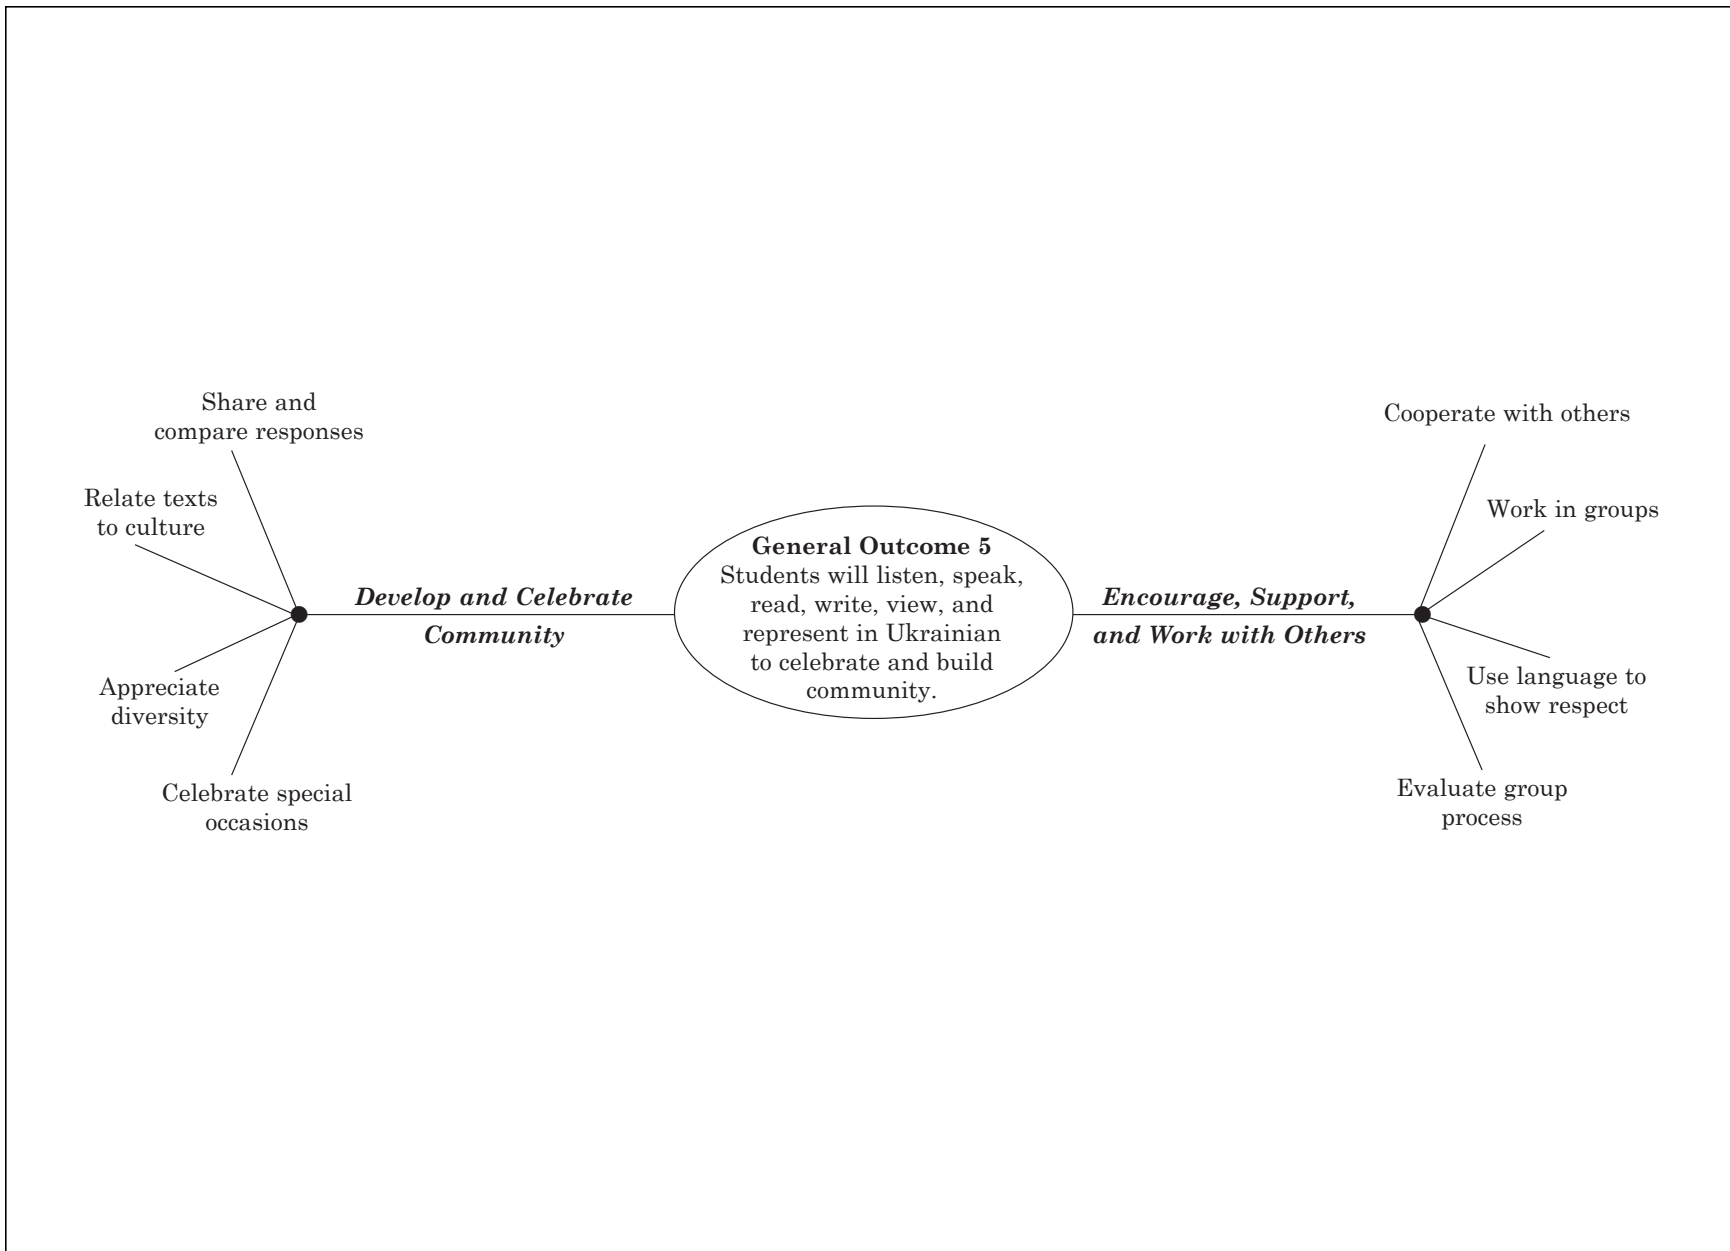 Share and
compare responses
Relate texts
to culture
Appreciate
diversity
Celebrate special
occasions
Develop and Celebrate
Community
General Outcome 5
Students will listen, speak,
read, write, view, and
represent in Ukrainian
to celebrate and build
community.
Encourage, Support,
and Work with Others
Cooperate with others
Work in groups
Use language to
show respect
Evaluate group
process